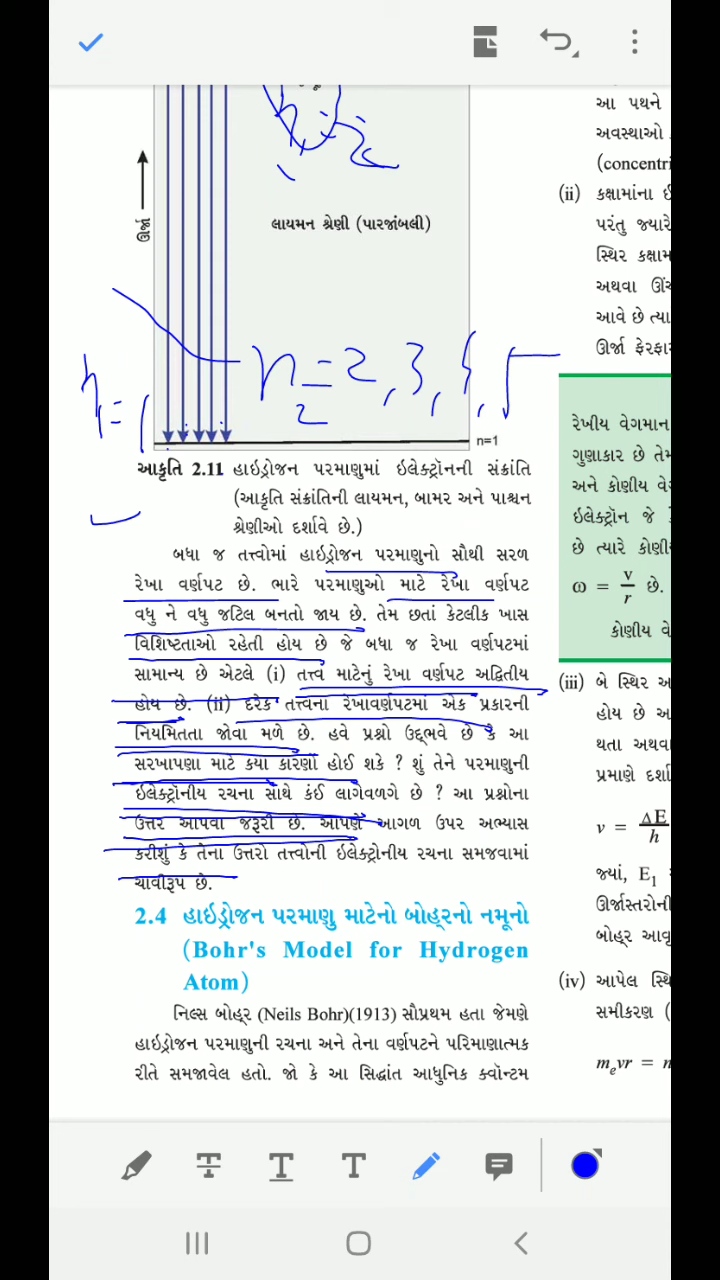 n = 2
ઊર્જા
લાયમન શ્રેણી (પારજાંબલી)
n₁ = 1
n₂ = 2, 3, 4, 5
n=1
આકૃતિ 2.11 હાઇડ્રોજન પરમાણુમાં ઇલેક્ટ્રૉનની સંક્રાંતિ
(આકૃતિ સંક્રાંતિની લાયમન, બામર અને પાશ્ચન
શ્રેણીઓ દર્શાવે છે.)
બધા જ તત્ત્વોમાં હાઇડ્રોજન પરમાણુનો સૌથી સરળ
રેખા વર્ણપટ છે. ભારે પરમાણુઓ માટે રેખા વર્ણપટ
વધુ ને વધુ જટિલ બનતો જાય છે. તેમ છતાં કેટલીક ખાસ
વિશિષ્ટતાઓ રહેતી હોય છે જે બધા જ રેખા વર્ણપટમાં
સામાન્ય છે એટલે (i) તત્ત્વ માટેનું રેખા વર્ણપટ અદ્વિતીય
હોય છે. (ii) દરેક તત્ત્વના રેખાવર્ણપટમાં એક પ્રકારની
નિયમિતતા જોવા મળે છે. હવે પ્રશ્નો ઉદ્ભવે છે કે આ
સરખાપણા માટે કયાં કારણો હોઈ શકે ? શું તેને પરમાણુની
ઇલેક્ટ્રૉનીય રચના સાથે કંઈ લાગેવળગે છે ? આ પ્રશ્નોના
ઉત્તર આપવા જરૂરી છે. આપણે આગળ ઉપર અભ્યાસ
કરીશું કે તેના ઉત્તરો તત્ત્વોની ઇલેક્ટ્રોનીય રચના સમજવામાં
ચાવીરૂપ છે.
2.4 હાઇડ્રોજન પરમાણુ માટેનો બોહ્‌રનો નમૂનો
(Bohr's Model for Hydrogen
Atom)
નિલ્સ બોહ્‌ર (Neils Bohr)(1913) સૌપ્રથમ હતા જેમણે
હાઇડ્રોજન પરમાણુની રચના અને તેના વર્ણપટને પરિમાણાત્મક
રીતે સમજાવેલ હતો. જો કે આ સિદ્ધાંત આધુનિક ક્વૉન્ટમ
આ પથને
અવસ્થાઓ
(concentri
(ii) કક્ષામાંના
પરંતુ જ્યારે
સ્થિર કક્ષામ
અથવા ઊંચ
આવે છે ત્યા
ઊર્જા ફેરફાર
રેખીય વેગમાન
ગુણાકાર છે તેમ
અને કોણીય વે
ઇલેક્ટ્રૉન જે
છે ત્યારે કોણી
ω = v/r છે.
કોણીય વે
(iii) બે સ્થિર અ
હોય છે અ
થતા અથવા
પ્રમાણે દર્શા
ν = ΔE/h
જ્યાં, E₁
ઊર્જાસ્તરોની
બોહ્‌ર આવૃ
(iv) આપેલ સ્થિ
સમીકરણ (
mₑvr = n
T
T
T